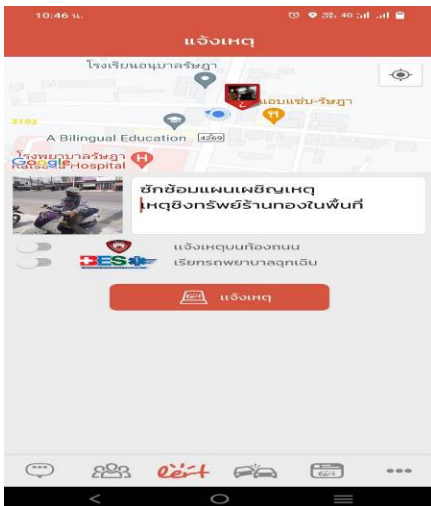 10:46 น.
4G
แจ้งเหตุ
โรงเรียนอนุบาลรัษฎา
แอบแซ่บ-รัษฎา
3193
A Bilingual Education
4269
โรงพยาบาลรัษฎา
Ratsada Hospital
Google
ซักซ้อมแผนเผชิญเหตุ
เหตุชิงทรัพย์ร้านทองในพื้นที่
แจ้งเหตุบนท้องถนน
BES
เรียกรถพยาบาลฉุกเฉิน
แจ้งเหตุ